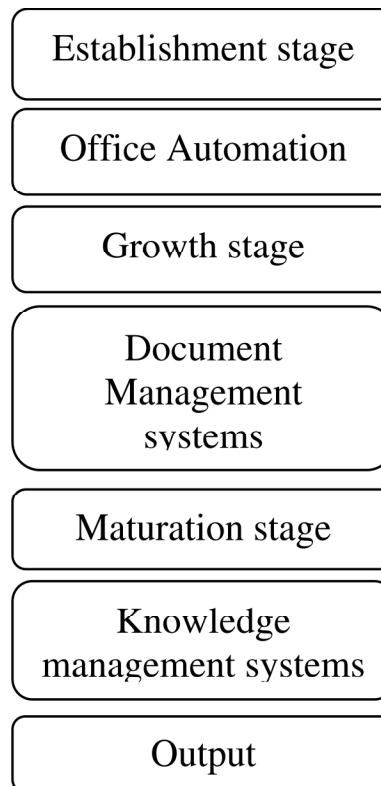 Establishment stage
Office Automation
Growth stage
Document
Management
systems
Maturation stage
Knowledge
management systems
Output